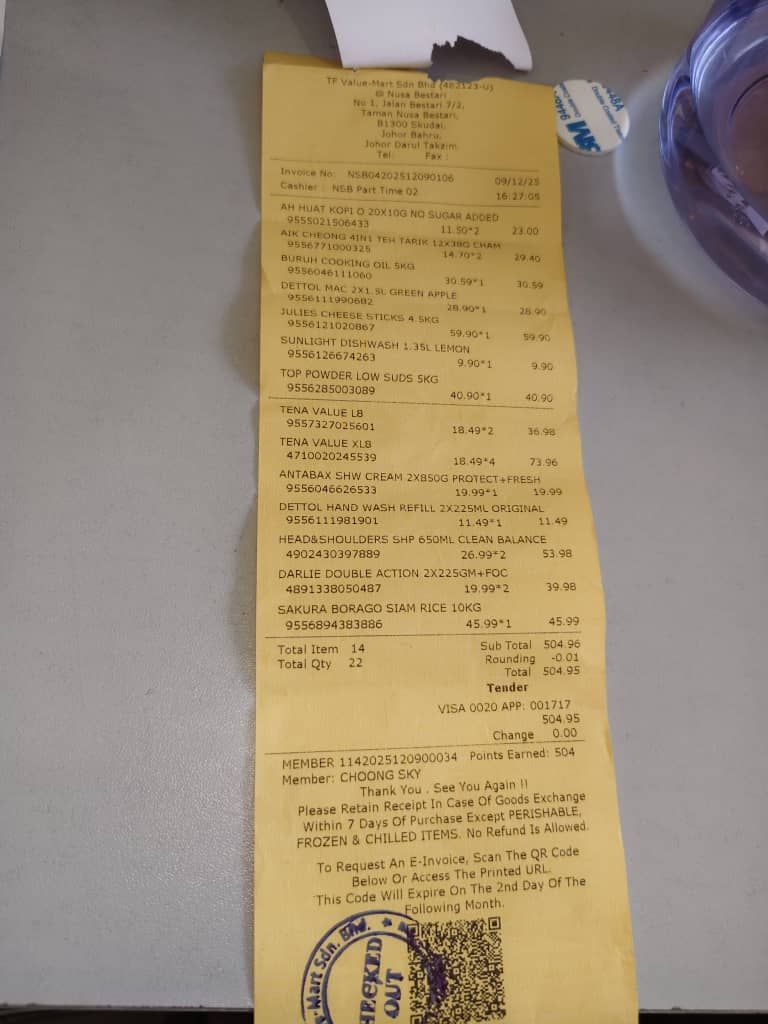 TF Value-Mart Sdn Bhd (482123-U)
@ Nusa Bestari
No 1, Jalan Bestari 7/2,
Taman Nusa Bestari,
81300 Skudai,
Johor Bahru,
Johor Darul Takzim.
Tel: Fax :
Invoice No: NSB04202512090106 09/12/25
Cashier : NSB Part Time 02 16:27:05
AH HUAT KOPI O 20X10G NO SUGAR ADDED
9555021506433 11.50*2 23.00
AIK CHEONG 4IN1 TEH TARIK 12X38G CHAM
9556771000325 14.70*2 29.40
BURUH COOKING OIL 5KG
9556046111060 30.59*1 30.59
DETTOL MAC 2X1.5L GREEN APPLE
9556111990682 28.90*1 28.90
JULIES CHEESE STICKS 4.5KG
9556121020867 59.90*1 59.90
SUNLIGHT DISHWASH 1.35L LEMON
9556126674263 9.90*1 9.90
TOP POWDER LOW SUDS 5KG
9556285003089 40.90*1 40.90
TENA VALUE L8
9557327025601 18.49*2 36.98
TENA VALUE XL8
4710020245539 18.49*4 73.96
ANTABAX SHW CREAM 2X850G PROTECT+FRESH
9556046626533 19.99*1 19.99
DETTOL HAND WASH REFILL 2X225ML ORIGINAL
9556111981901 11.49*1 11.49
HEAD&SHOULDERS SHP 650ML CLEAN BALANCE
4902430397889 26.99*2 53.98
DARLIE DOUBLE ACTION 2X225GM+FOC
4891338050487 19.99*2 39.98
SAKURA BORAGO SIAM RICE 10KG
9556894383886 45.99*1 45.99
Total Item 14 Sub Total 504.96
Total Qty 22 Rounding -0.01
Total 504.95
Tender
VISA 0020 APP: 001717
504.95
Change 0.00
MEMBER 1142025120900034 Points Earned: 504
Member: CHOONG SKY
Thank You . See You Again !!
Please Retain Receipt In Case Of Goods Exchange
Within 7 Days Of Purchase Except PERISHABLE,
FROZEN & CHILLED ITEMS. No Refund Is Allowed.
To Request An E-Invoice, Scan The QR Code
Below Or Access The Printed URL.
This Code Will Expire On The 2nd Day Of The
Following Month.
-Mart Sdn. Bhd.
HECKED
OUT
3M